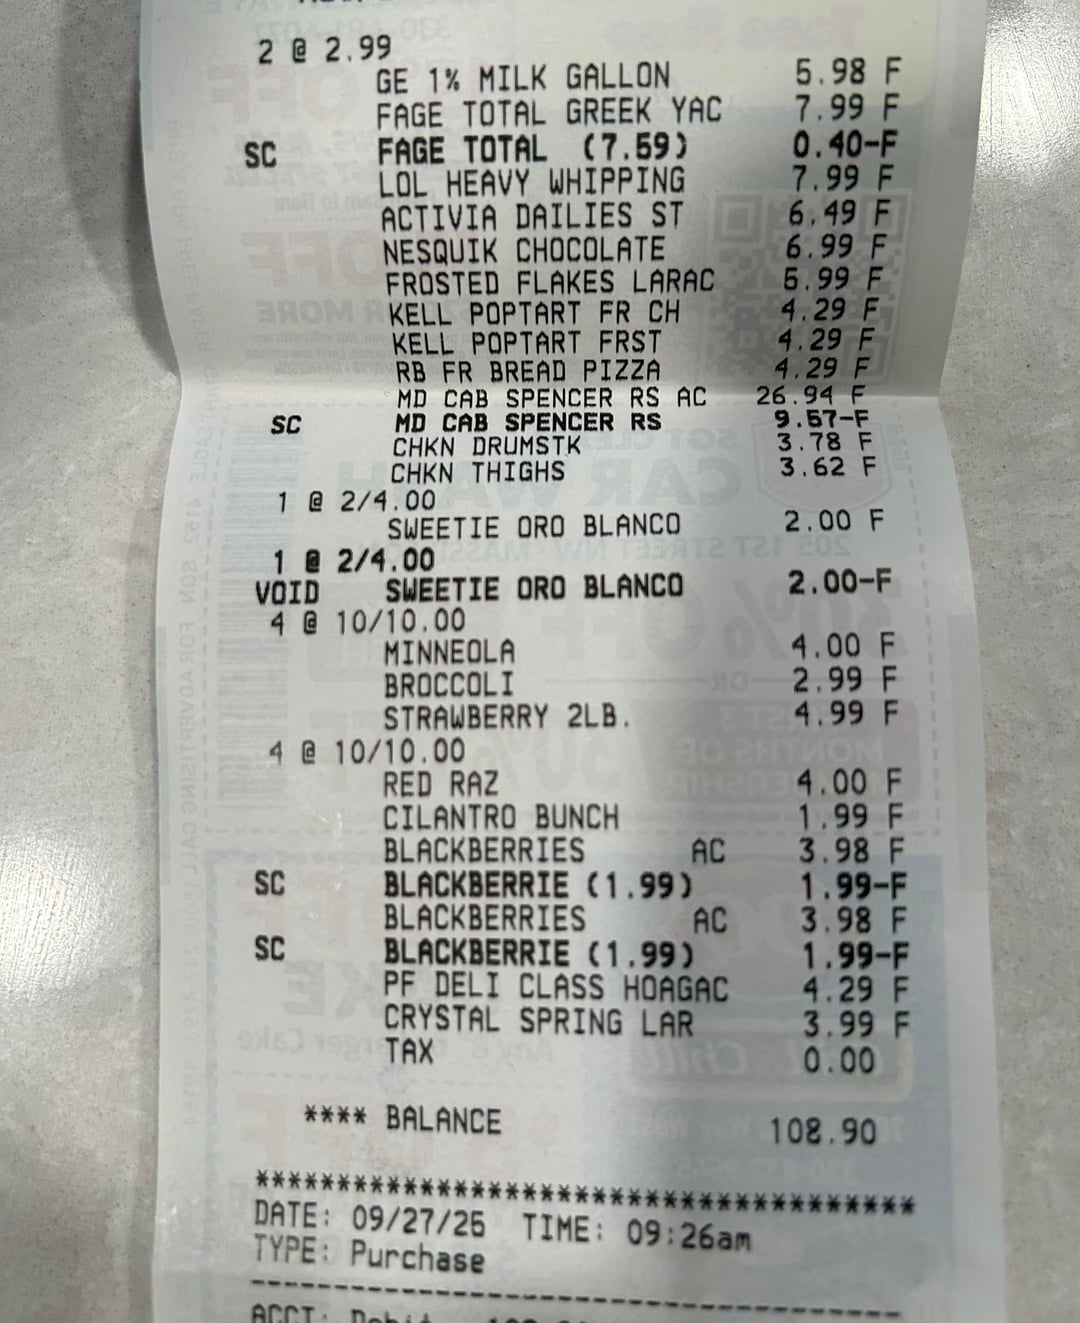 2 @ 2.99
GE 1% MILK GALLON 5.98 F
FAGE TOTAL GREEK YAC 7.99 F
SC FAGE TOTAL (7.59) 0.40-F
LOL HEAVY WHIPPING 7.99 F
ACTIVIA DAILIES ST 6.49 F
NESQUIK CHOCOLATE 6.99 F
FROSTED FLAKES LARAC 5.99 F
KELL POPTART FR CH 4.29 F
KELL POPTART FRST 4.29 F
RB FR BREAD PIZZA 4.29 F
MD CAB SPENCER RS AC 26.94 F
SC MD CAB SPENCER RS 9.57-F
CHKN DRUMSTK 3.78 F
CHKN THIGHS 3.62 F
1 @ 2/4.00
SWEETIE ORO BLANCO 2.00 F
1 @ 2/4.00
VOID SWEETIE ORO BLANCO 2.00-F
4 @ 10/10.00
MINNEOLA 4.00 F
BROCCOLI 2.99 F
STRAWBERRY 2LB. 4.99 F
4 @ 10/10.00
RED RAZ 4.00 F
CILANTRO BUNCH 1.99 F
BLACKBERRIES AC 3.98 F
SC BLACKBERRIE (1.99) 1.99-F
BLACKBERRIES AC 3.98 F
SC BLACKBERRIE (1.99) 1.99-F
PF DELI CLASS HOAGAC 4.29 F
CRYSTAL SPRING LAR 3.99 F
TAX 0.00
**** BALANCE 108.90
****************************************
DATE: 09/27/25 TIME: 09:26am
TYPE: Purchase
----------------------------------------
ACCT: Debit